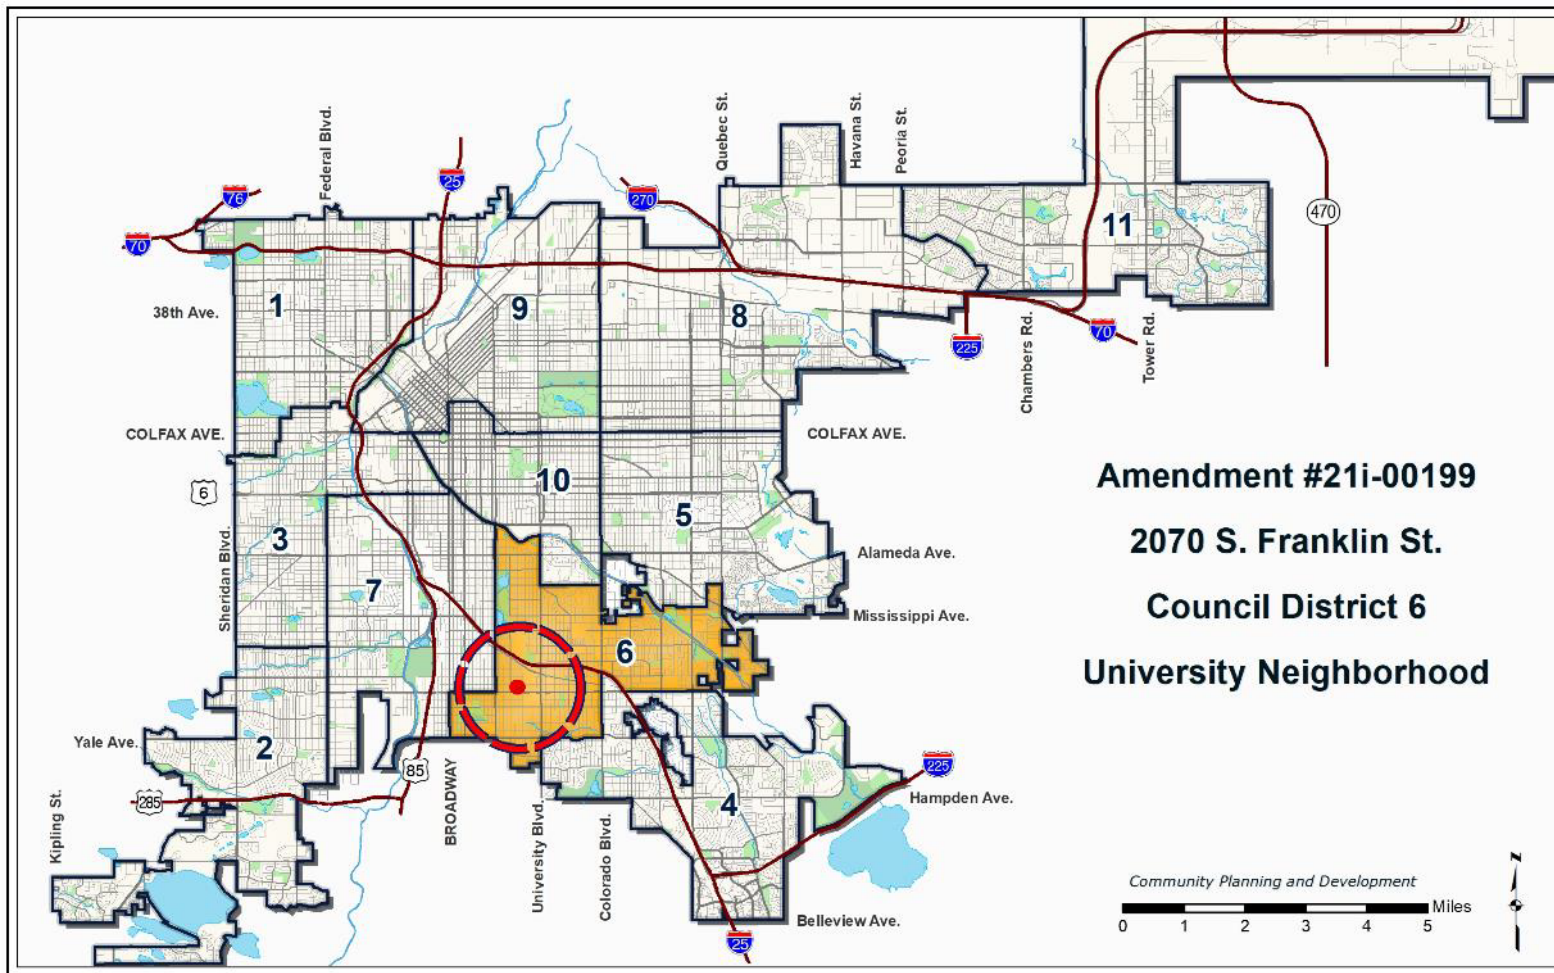 Federal Blvd.
Quebec St.
Havana St.
Peoria St.
76
25
270
70
470
11
1
9
8
38th Ave.
225
70
Chambers Rd.
Tower Rd.
COLFAX AVE.
COLFAX AVE.
6
10
3
5
Sheridan Blvd.
7
Alameda Ave.
Mississippi Ave.
6
Amendment #21i-00199
2070 S. Franklin St.
Council District 6
University Neighborhood
Yale Ave.
2
85
285
BROADWAY
University Blvd.
Colorado Blvd.
4
225
Hampden Ave.
Kipling St.
Belleview Ave.
25
Community Planning and Development
Miles
0 1 2 3 4 5
N